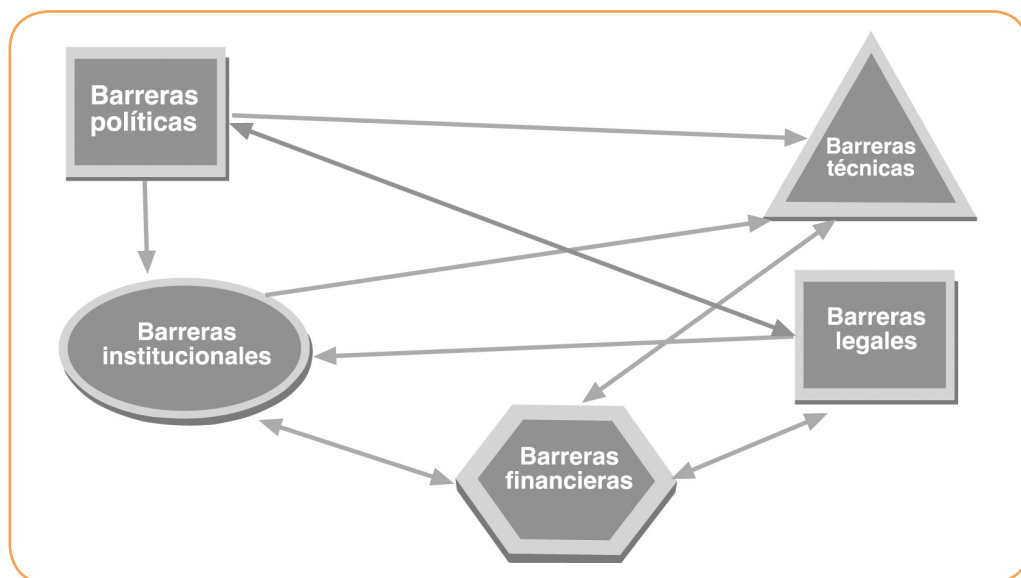 Barreras
políticas
Barreras
técnicas
Barreras
institucionales
Barreras
legales
Barreras
financieras